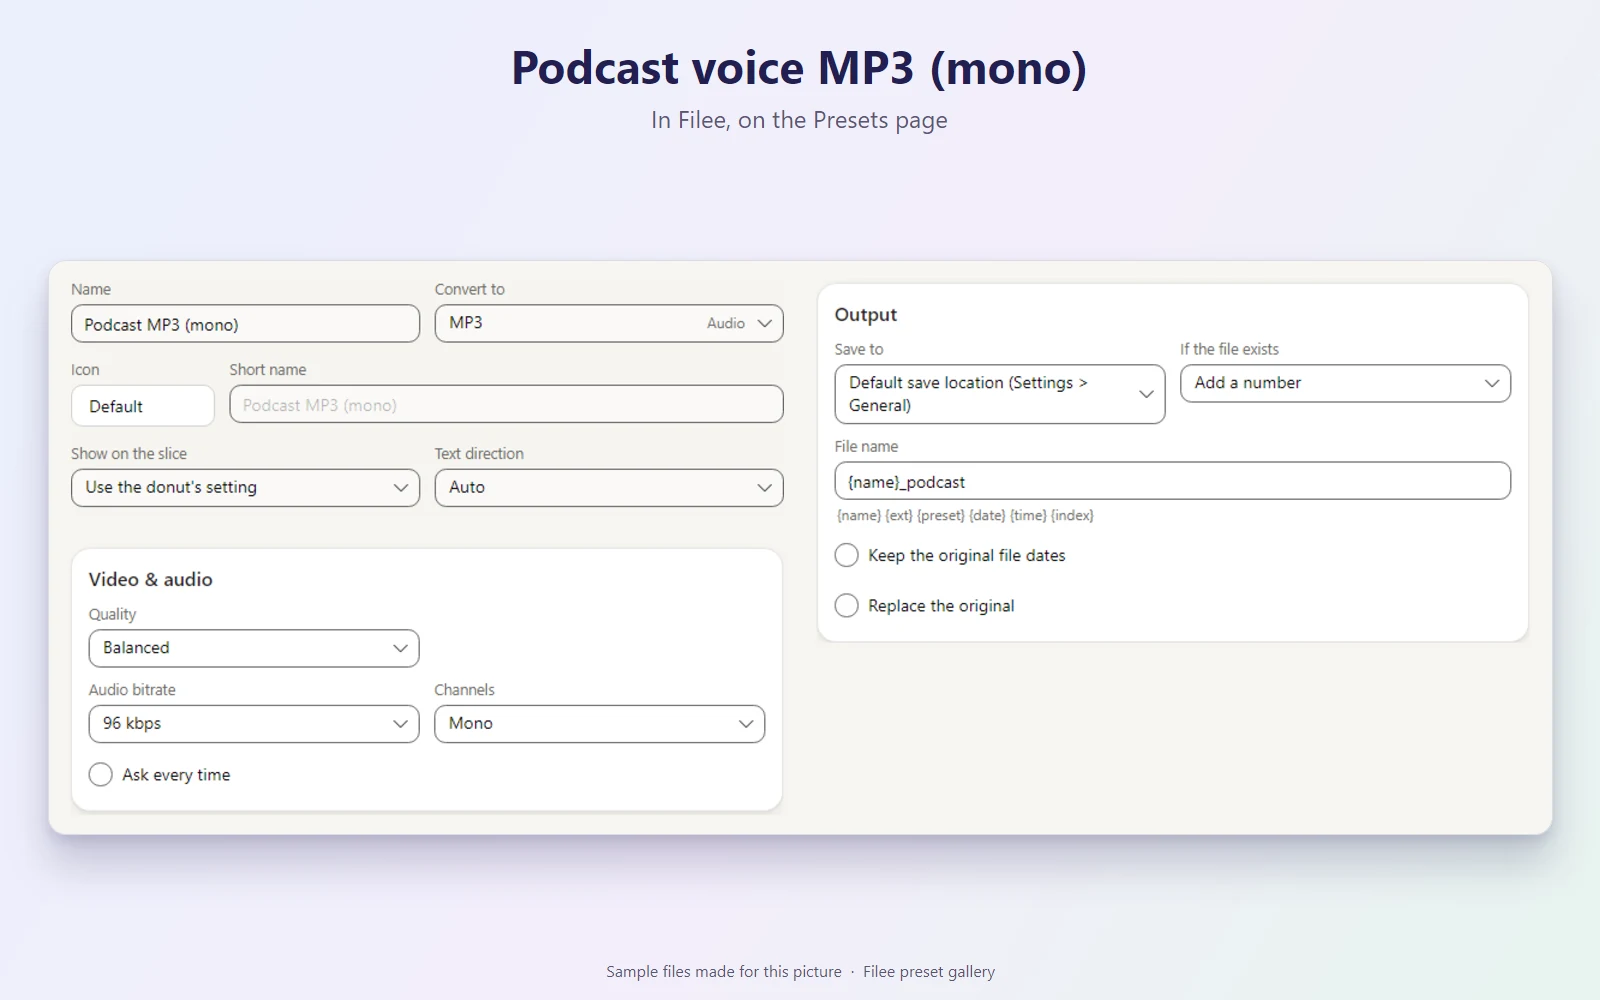 Podcast voice MP3 (mono)
In Filee, on the Presets page
Name
Podcast MP3 (mono)
Convert to
MP3 Audio
Icon
Default
Short name
Podcast MP3 (mono)
Show on the slice
Use the donut's setting
Text direction
Auto
Video & audio
Quality
Balanced
Audio bitrate
96 kbps
Channels
Mono
Ask every time
Output
Save to
Default save location (Settings >
General)
If the file exists
Add a number
File name
{name}_podcast
{name} {ext} {preset} {date} {time} {index}
Keep the original file dates
Replace the original
Sample files made for this picture · Filee preset gallery